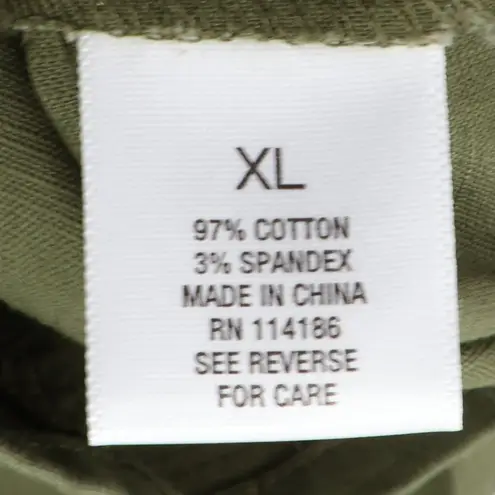 XL
97% COTTON
3% SPANDEX
MADE IN CHINA
RN 114186
SEE REVERSE
FOR CARE